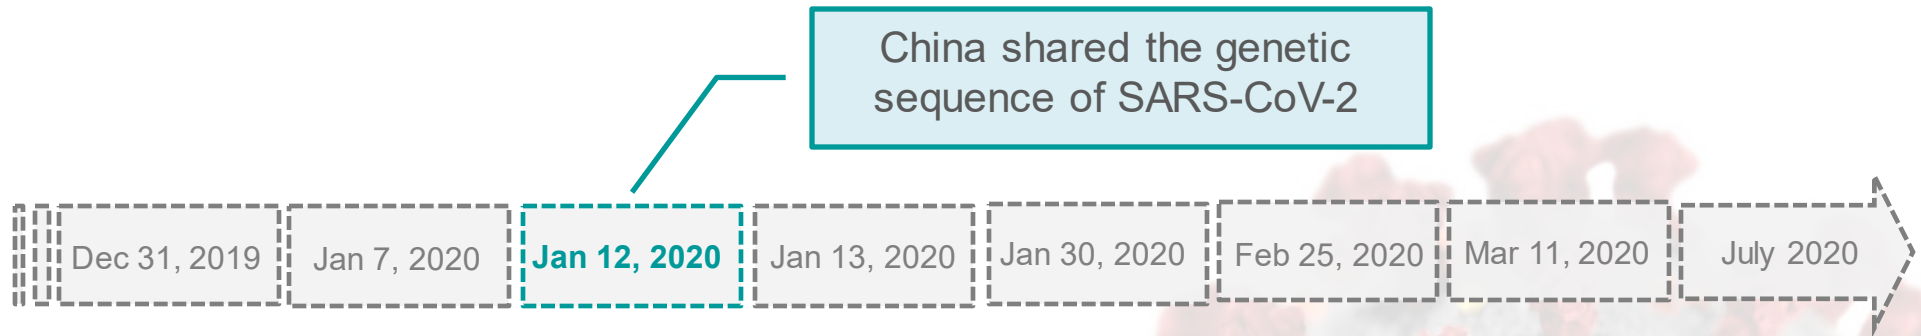 China shared the genetic
sequence of SARS-CoV-2
Dec 31, 2019
Jan 7, 2020
Jan 12, 2020
Jan 13, 2020
Jan 30, 2020
Feb 25, 2020
Mar 11, 2020
July 2020